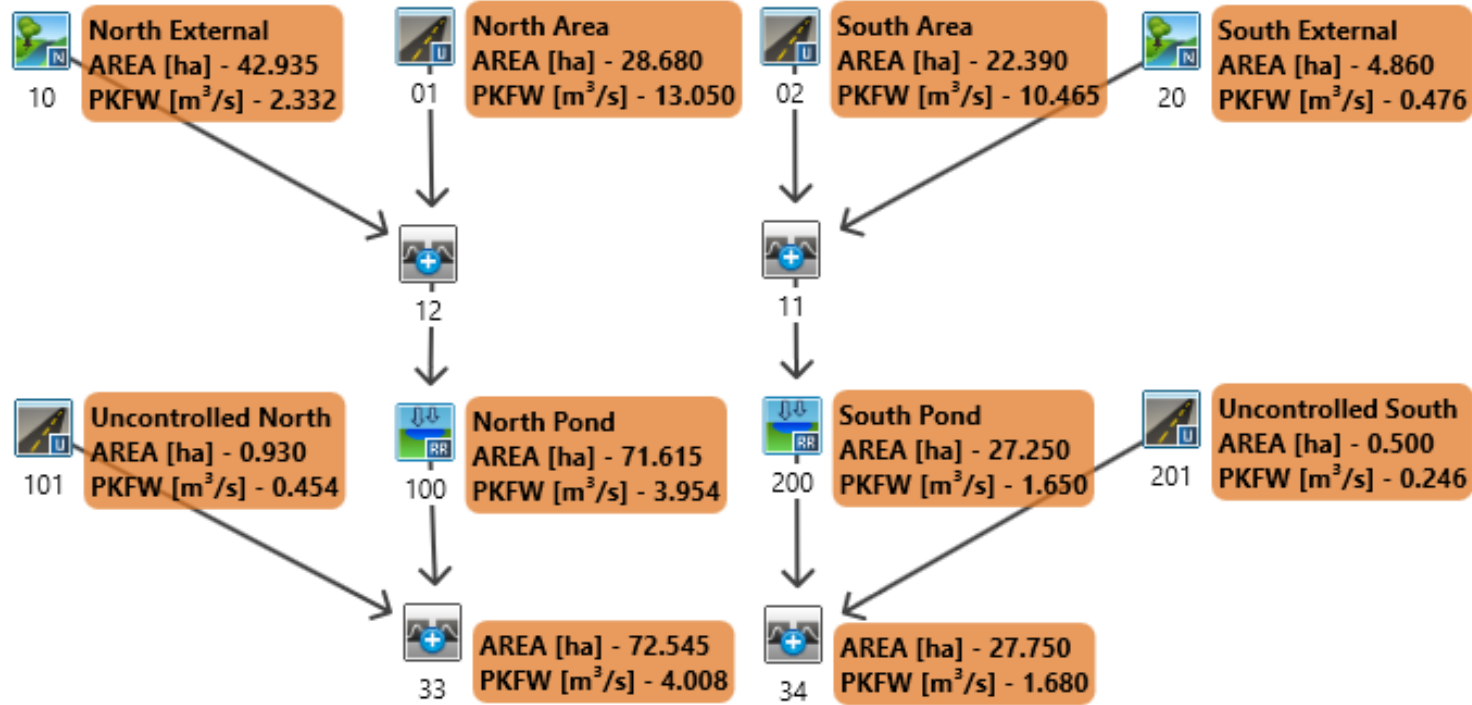 North External
AREA [ha] - 42.935
PKFW [m³/s] - 2.332
N
10
North Area
AREA [ha] - 28.680
PKFW [m³/s] - 13.050
U
01
South Area
AREA [ha] - 22.390
PKFW [m³/s] - 10.465
U
02
South External
AREA [ha] - 4.860
PKFW [m³/s] - 0.476
N
20
12
11
Uncontrolled North
AREA [ha] - 0.930
PKFW [m³/s] - 0.454
U
101
North Pond
AREA [ha] - 71.615
PKFW [m³/s] - 3.954
RR
100
South Pond
AREA [ha] - 27.250
PKFW [m³/s] - 1.650
RR
200
Uncontrolled South
AREA [ha] - 0.500
PKFW [m³/s] - 0.246
U
201
AREA [ha] - 72.545
PKFW [m³/s] - 4.008
33
AREA [ha] - 27.750
PKFW [m³/s] - 1.680
34